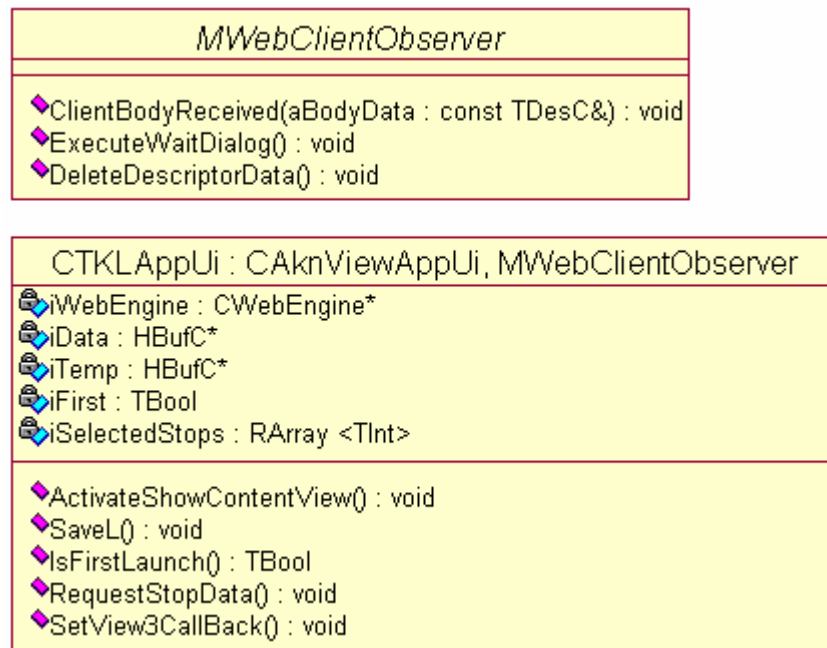 MWebClientObserver
ClientBodyReceived(aBodyData : const TDesC&) : void
ExecuteWaitDialog() : void
DeleteDescriptorData() : void
CTKLAppUi : CAknViewAppUi, MWebClientObserver
iWebEngine : CWebEngine*
iData : HBufC*
iTemp : HBufC*
iFirst : TBool
iSelectedStops : RArray <TInt>
ActivateShowContentView() : void
SaveL() : void
IsFirstLaunch() : TBool
RequestStopData() : void
SetView3CallBack() : void